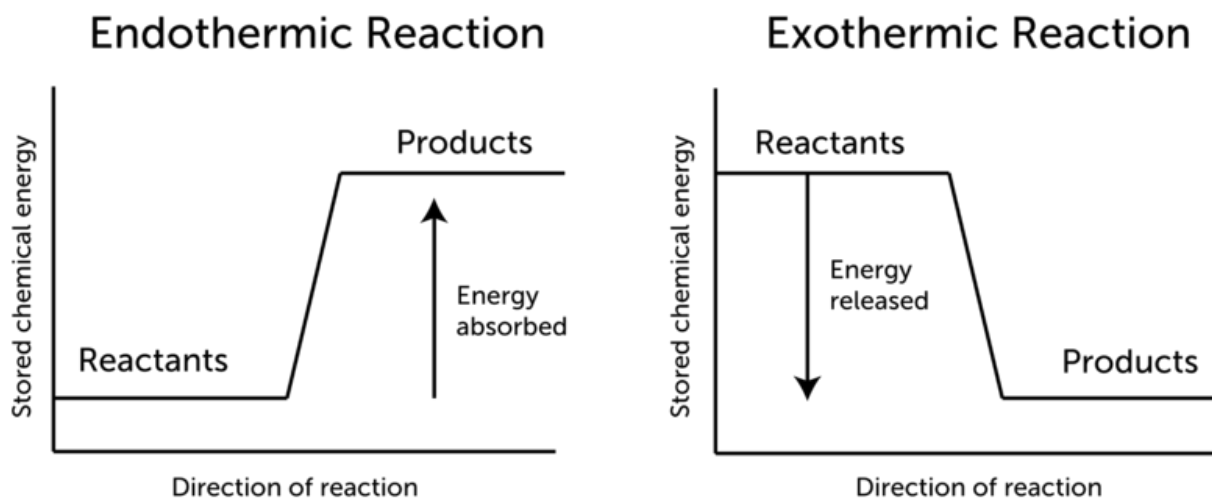 Endothermic Reaction
Stored chemical energy
Products
Energy
absorbed
Reactants
Direction of reaction
Exothermic Reaction
Stored chemical energy
Reactants
Energy
released
Products
Direction of reaction